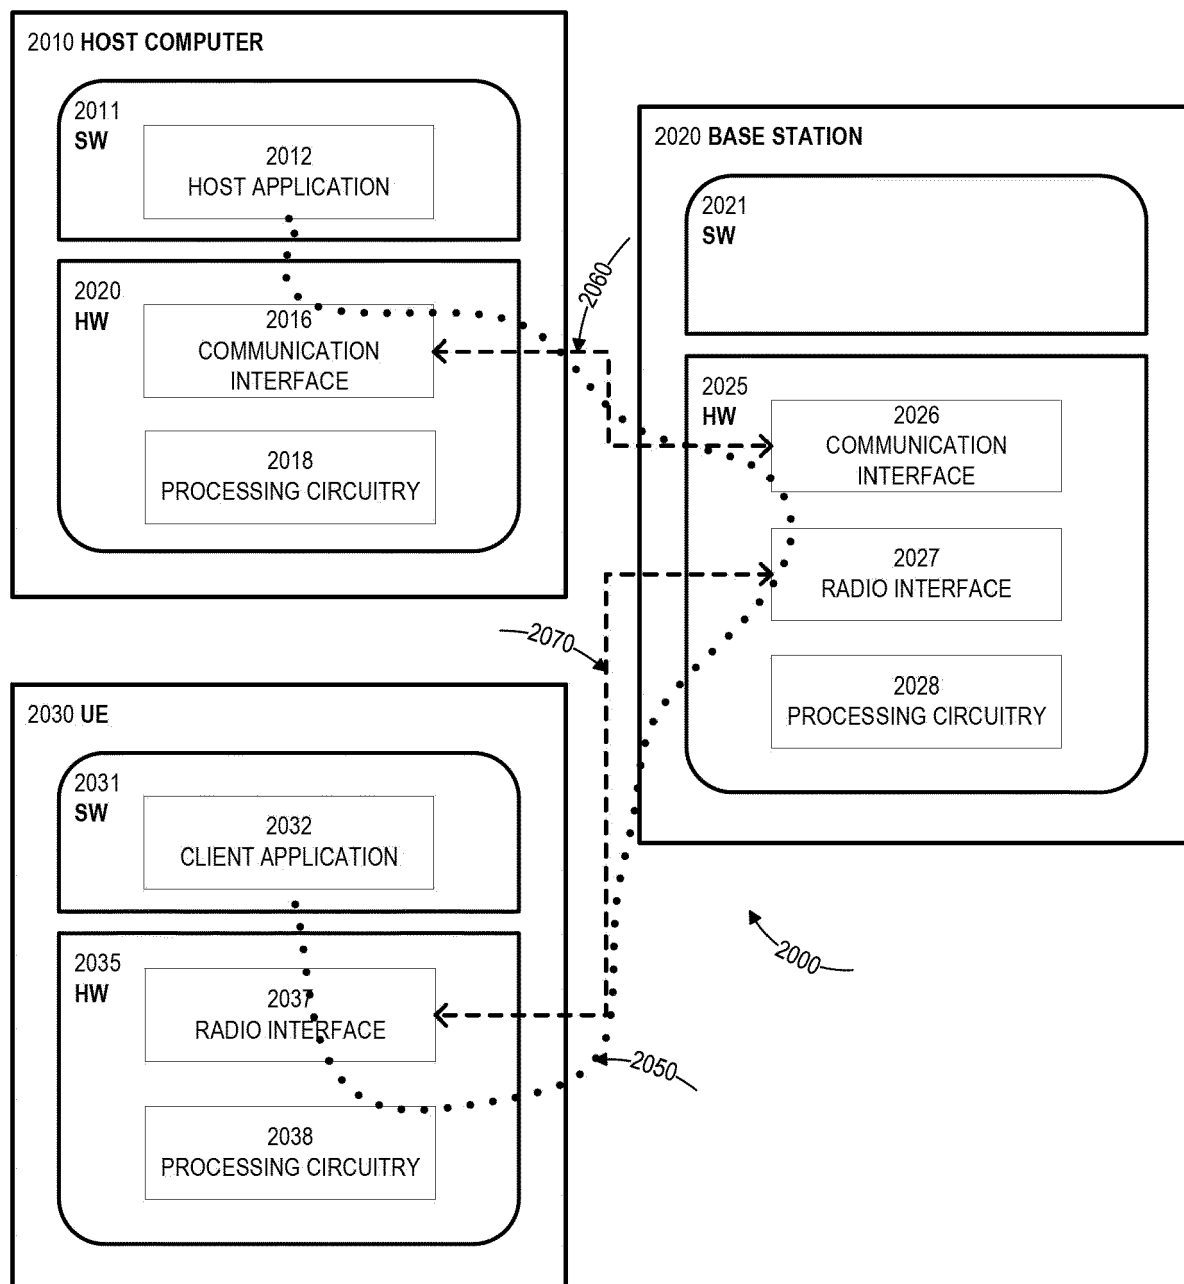 2010 HOST COMPUTER
2011
SW
2012
HOST APPLICATION
2020
HW
2016
COMMUNICATION
INTERFACE
2018
PROCESSING CIRCUITRY
2060
2020 BASE STATION
2021
SW
2025
HW
2026
COMMUNICATION
INTERFACE
2027
RADIO INTERFACE
2028
PROCESSING CIRCUITRY
2070
2030 UE
2031
SW
2032
CLIENT APPLICATION
2035
HW
2037
RADIO INTERFACE
2038
PROCESSING CIRCUITRY
2000
2050